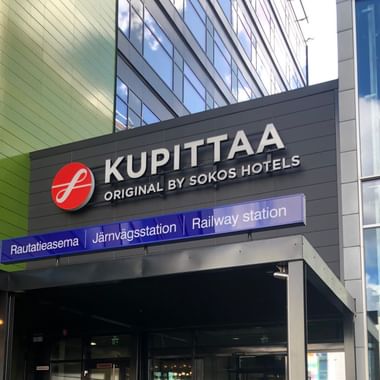 KUPITTAA
ORIGINAL BY SOKOS HOTELS
Rautatieasema | Järnvägsstation | Railway station